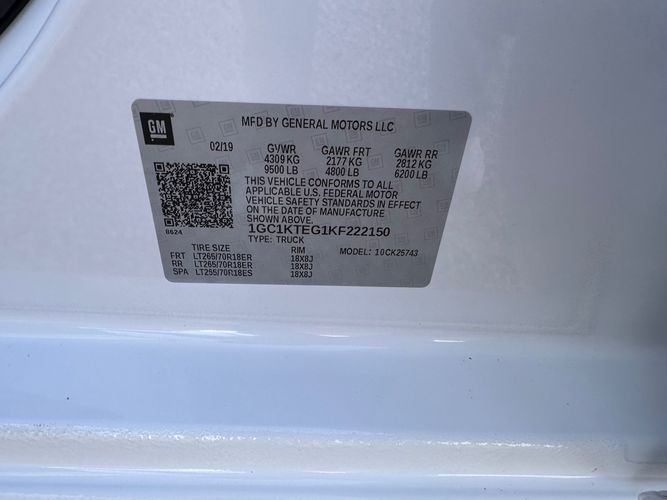 GM
MFD BY GENERAL MOTORS LLC
02/19 GVWR GAWR FRT GAWR RR
4309 KG 2177 KG 2812 KG
9500 LB 4800 LB 6200 LB
THIS VEHICLE CONFORMS TO ALL
APPLICABLE U.S. FEDERAL MOTOR
VEHICLE SAFETY STANDARDS IN EFFECT
ON THE DATE OF MANUFACTURE
SHOWN ABOVE.
8624
1GC1KTEG1KF222150
TYPE: TRUCK
MODEL: 10CK25743
TIRE SIZE RIM
FRT LT265/70R18ER 18X8J
RR LT265/70R18ER 18X8J
SPA LT265/70R18ES 18X8J